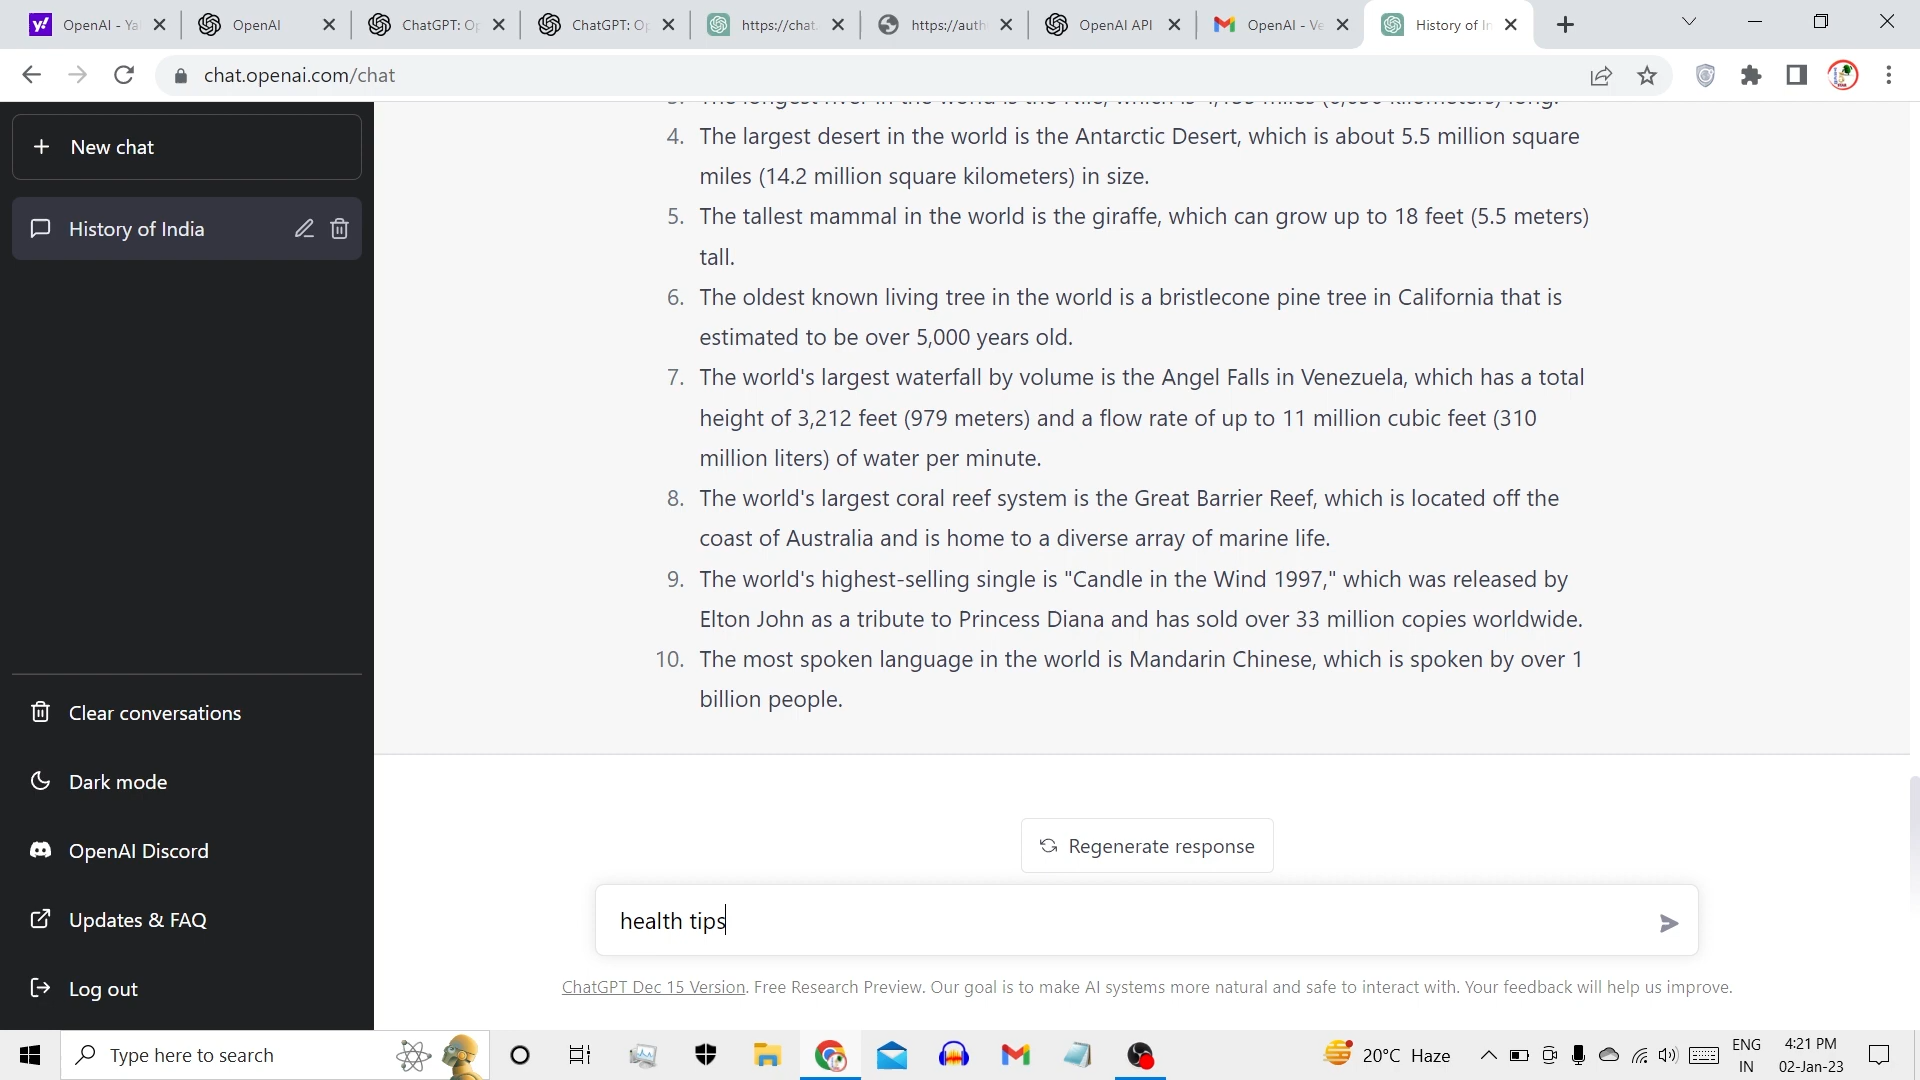 OpenAI - Ya
OpenAI
ChatGPT: Op
ChatGPT: Op
https://chat.
https://auth
OpenAI API
OpenAI - Ve
History of In
chat.openai.com/chat
New chat
History of India
4. The largest desert in the world is the Antarctic Desert, which is about 5.5 million square
miles (14.2 million square kilometers) in size.
5. The tallest mammal in the world is the giraffe, which can grow up to 18 feet (5.5 meters)
tall.
6. The oldest known living tree in the world is a bristlecone pine tree in California that is
estimated to be over 5,000 years old.
7. The world's largest waterfall by volume is the Angel Falls in Venezuela, which has a total
height of 3,212 feet (979 meters) and a flow rate of up to 11 million cubic feet (310
million liters) of water per minute.
8. The world's largest coral reef system is the Great Barrier Reef, which is located off the
coast of Australia and is home to a diverse array of marine life.
9. The world's highest-selling single is "Candle in the Wind 1997," which was released by
Elton John as a tribute to Princess Diana and has sold over 33 million copies worldwide.
10. The most spoken language in the world is Mandarin Chinese, which is spoken by over 1
billion people.
Clear conversations
Dark mode
OpenAI Discord
Updates & FAQ
Log out
Regenerate response
health tips
ChatGPT Dec 15 Version. Free Research Preview. Our goal is to make AI systems more natural and safe to interact with. Your feedback will help us improve.
Type here to search
20°C Haze
ENG
IN
4:21 PM
02-Jan-23